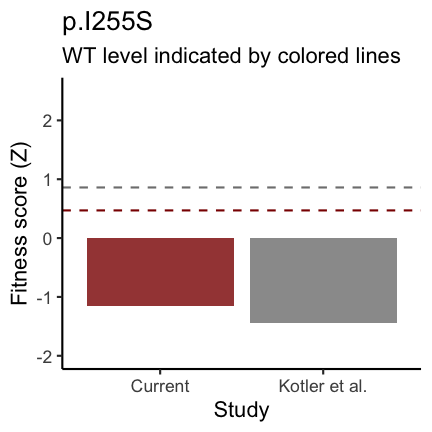 p.I255S
WT level indicated by colored lines
Fitness score (Z)
2
1
0
-1
-2
Current
Kotler et al.
Study